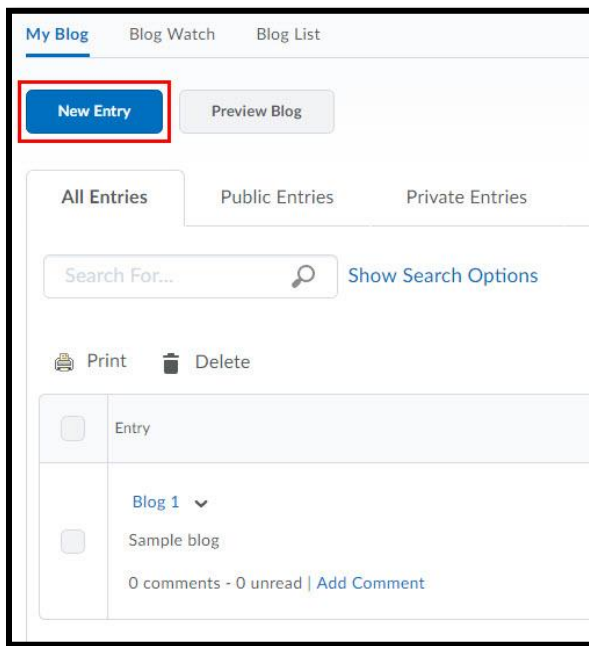 My Blog Blog Watch Blog List
New Entry Preview Blog
All Entries Public Entries Private Entries
Search For... Show Search Options
Print Delete
Entry
Blog 1
Sample blog
0 comments - 0 unread | Add Comment